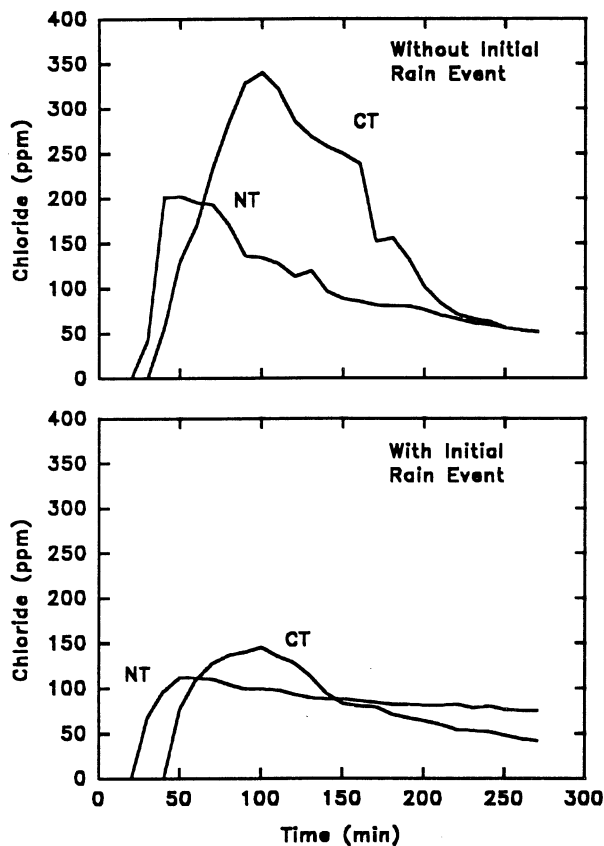 400
350
300
250
200
150
100
50
0
Chloride (ppm)
Without Initial
Rain Event
CT
NT
400
350
300
250
200
150
100
50
0
Chloride (ppm)
With Initial
Rain Event
NT
CT
0 50 100 150 200 250 300
Time (min)